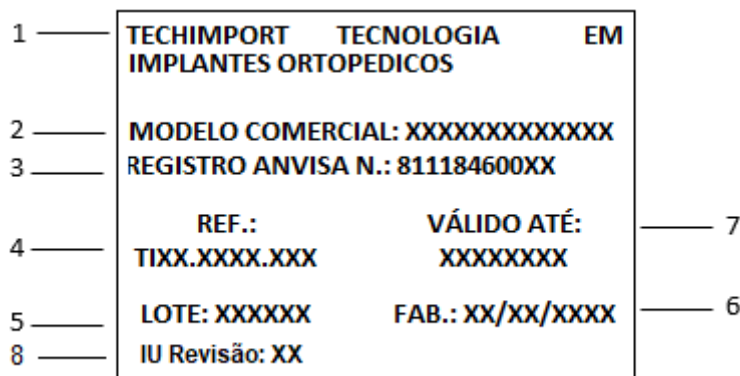 1 TECHIMPORT TECNOLOGIA EM
IMPLANTES ORTOPEDICOS
2 MODELO COMERCIAL: XXXXXXXXXXXXX
3 REGISTRO ANVISA N.: 811184600XX
REF.: VÁLIDO ATÉ: 7
4 TIXX.XXXX.XXX XXXXXXXX
5 LOTE: XXXXXX FAB.: XX/XX/XXXX 6
8 IU Revisão: XX